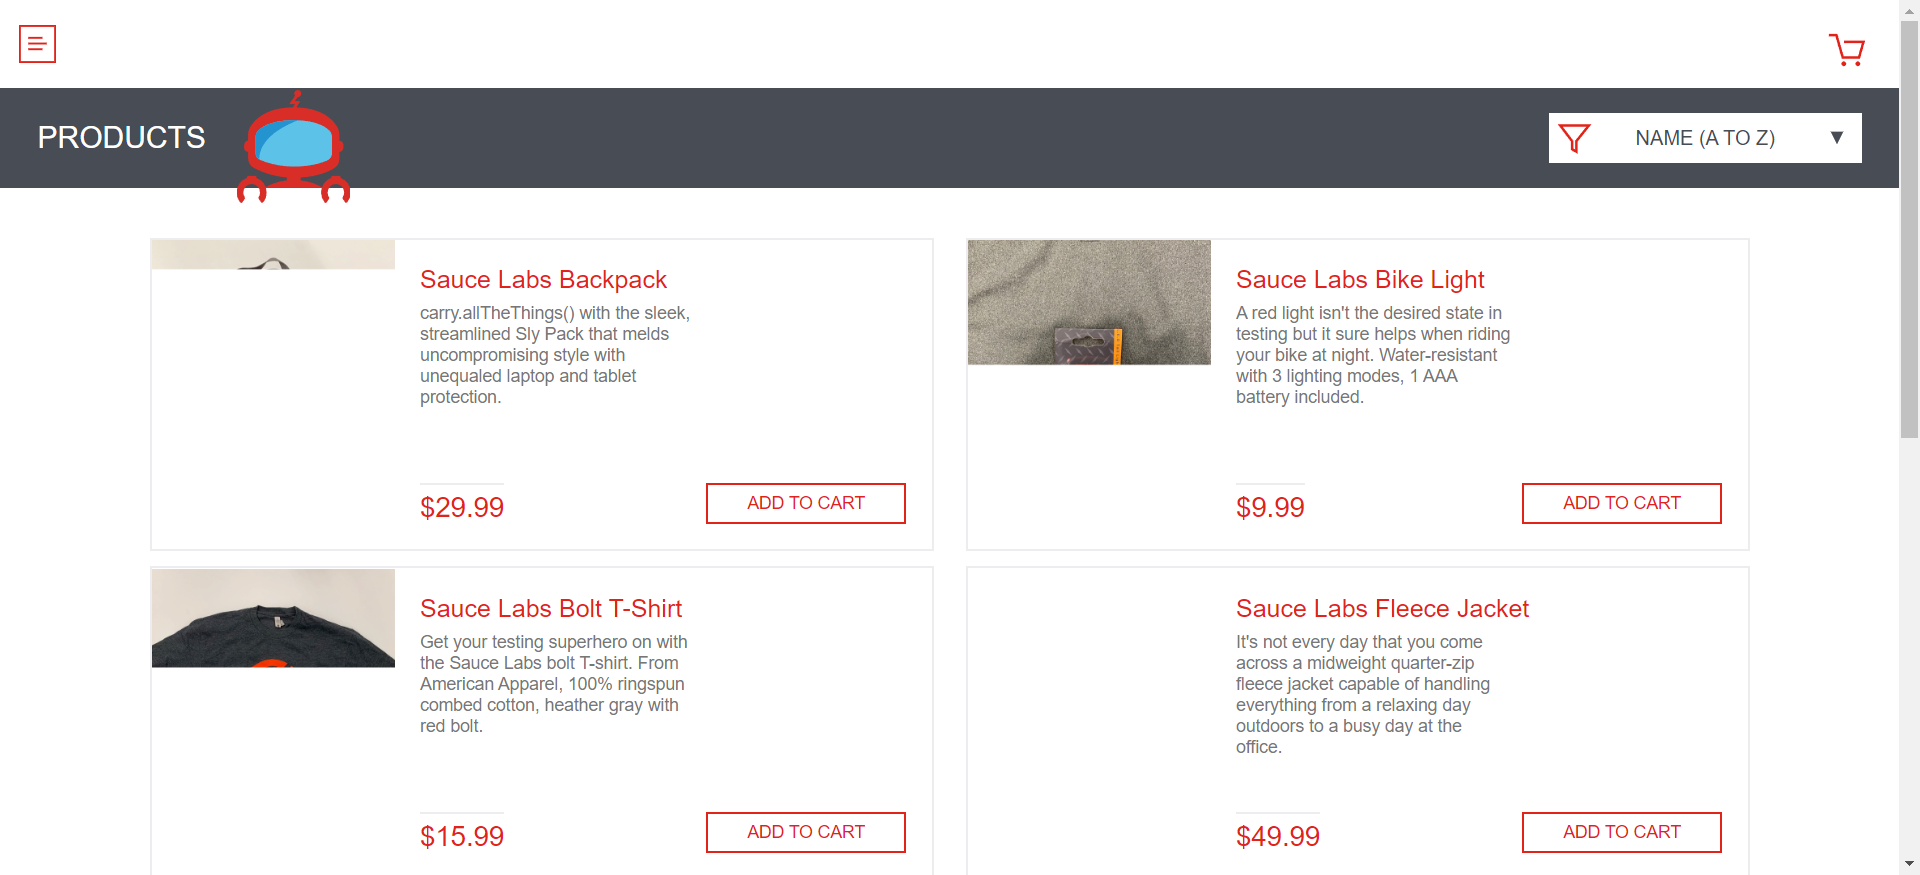 PRODUCTS
NAME (A TO Z)
Sauce Labs Backpack
carry.allTheThings() with the sleek,
streamlined Sly Pack that melds
uncompromising style with
unequaled laptop and tablet
protection.
$29.99
ADD TO CART
Sauce Labs Bike Light
A red light isn't the desired state in
testing but it sure helps when riding
your bike at night. Water-resistant
with 3 lighting modes, 1 AAA
battery included.
$9.99
ADD TO CART
Sauce Labs Bolt T-Shirt
Get your testing superhero on with
the Sauce Labs bolt T-shirt. From
American Apparel, 100% ringspun
combed cotton, heather gray with
red bolt.
$15.99
ADD TO CART
Sauce Labs Fleece Jacket
It's not every day that you come
across a midweight quarter-zip
fleece jacket capable of handling
everything from a relaxing day
outdoors to a busy day at the
office.
$49.99
ADD TO CART